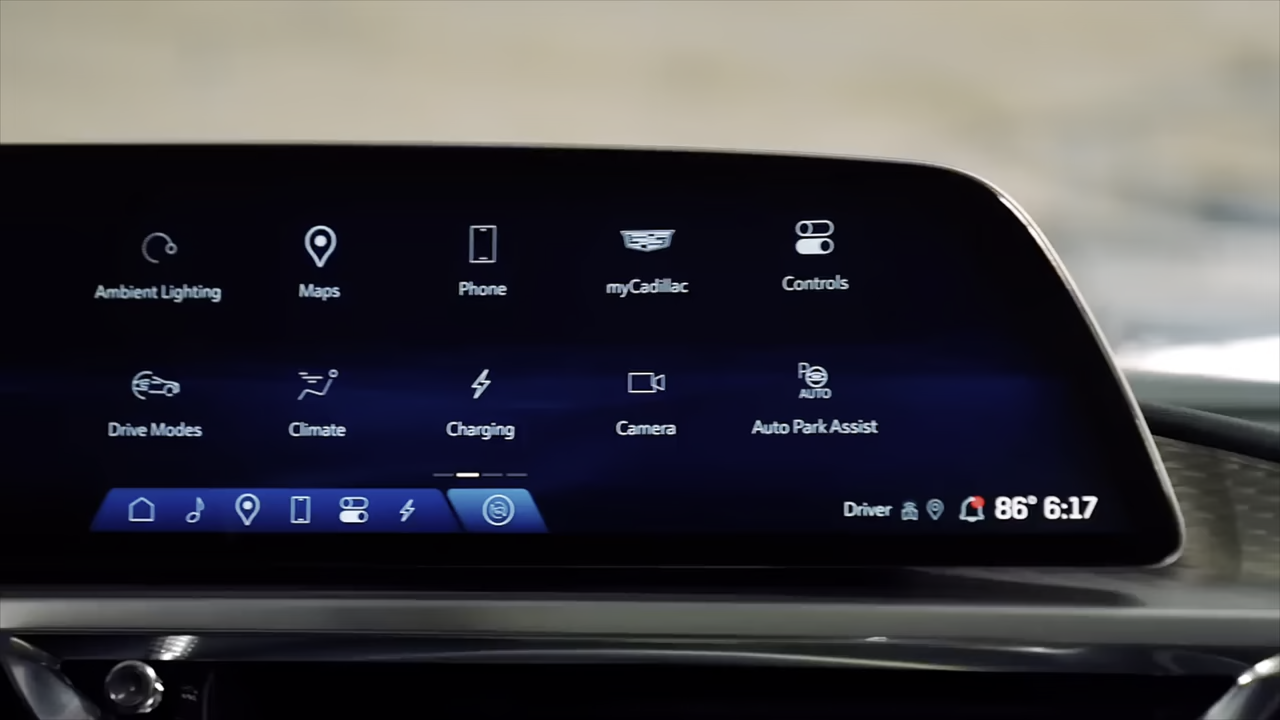 Ambient Lighting
Maps
Phone
myCadillac
Controls
P
AUTO
Drive Modes
Climate
Charging
Camera
Auto Park Assist
Driver
86° 6:17